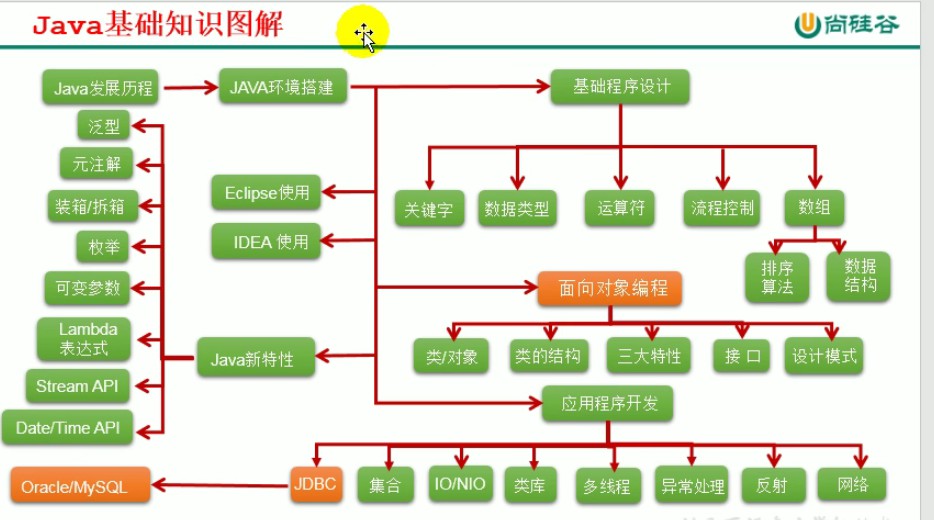 Java基础知识图解
尚硅谷
Java发展历程
JAVA环境搭建
基础程序设计
泛型
元注解
装箱/拆箱
枚举
可变参数
Lambda
表达式
Stream API
Date/Time API
Eclipse使用
IDEA 使用
Java新特性
关键字
数据类型
运算符
流程控制
数组
排序
算法
数据
结构
面向对象编程
类/对象
类的结构
三大特性
接 口
设计模式
应用程序开发
Oracle/MySQL
JDBC
集合
IO/NIO
类库
多线程
异常处理
反射
网络